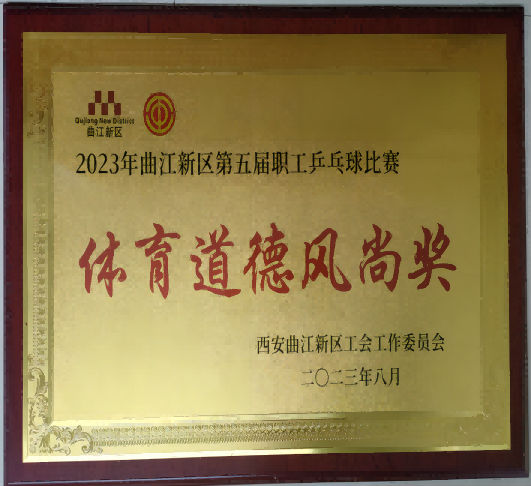 Qujiang New District
曲江新区
2023年曲江新区第五届职工乒乓球比赛
体育道德风尚奖
西安曲江新区工会工作委员会
二〇二三年八月